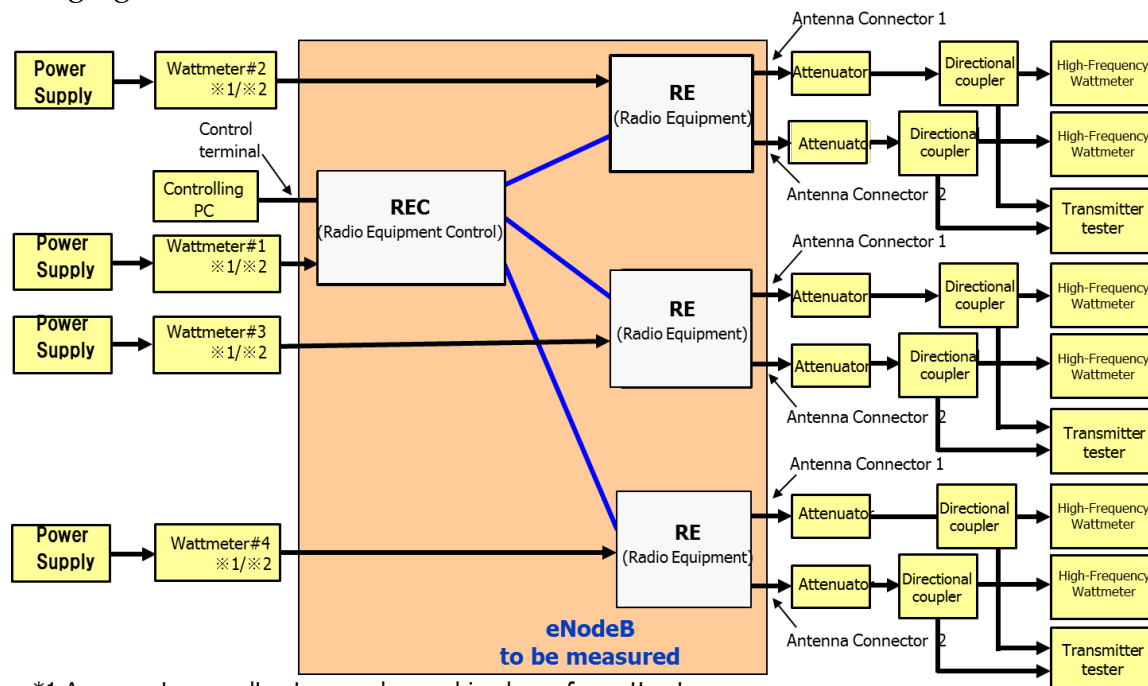 Antenna Connector 1
Power
Supply
Wattmeter#2
※1/※2
RE
(Radio Equipment)
Attenuator
Directional
coupler
High-Frequency
Wattmeter
Control
terminal
Attenuator
Directional
coupler
High-Frequency
Wattmeter
Antenna Connector 2
Controlling
PC
REC
(Radio Equipment Control)
Transmitter
tester
Power
Supply
Wattmeter#1
※1/※2
Antenna Connector 1
RE
(Radio Equipment)
Attenuator
Directional
coupler
High-Frequency
Wattmeter
Power
Supply
Wattmeter#3
※1/※2
Attenuator
Directional
coupler
High-Frequency
Wattmeter
Antenna Connector 2
Transmitter
tester
Antenna Connector 1
Power
Supply
Wattmeter#4
※1/※2
RE
(Radio Equipment)
Attenuator
Directional
coupler
High-Frequency
Wattmeter
Attenuator
Directional
coupler
High-Frequency
Wattmeter
Antenna Connector 2
Transmitter
tester
eNodeB
to be measured